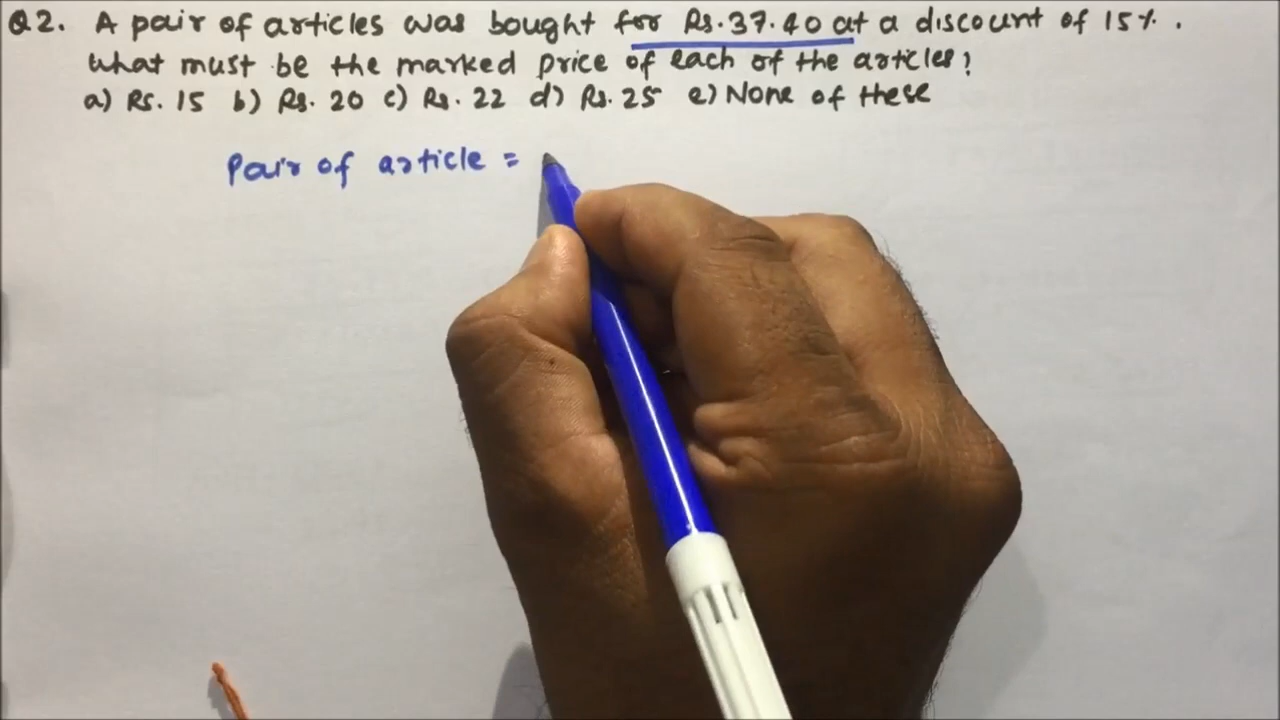 Q2. A pair of articles was bought for Rs.37.40 at a discount of 15%.
What must be the marked price of each of the articles?
a) Rs. 15 b) Rs. 20 c) Rs. 22 d) Rs. 25 e) None of these
Pair of article =